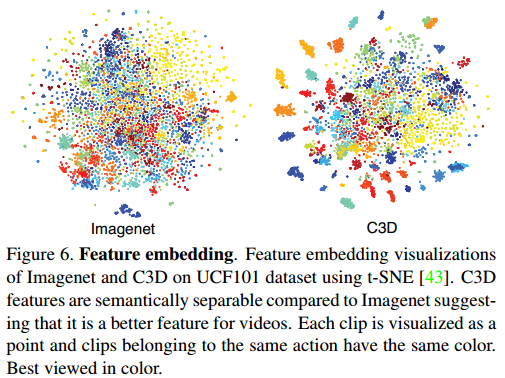 Imagenet
C3D
Figure 6. Feature embedding. Feature embedding visualizations
of Imagenet and C3D on UCF101 dataset using t-SNE [43]. C3D
features are semantically separable compared to Imagenet suggest-
ing that it is a better feature for videos. Each clip is visualized as a
point and clips belonging to the same action have the same color.
Best viewed in color.